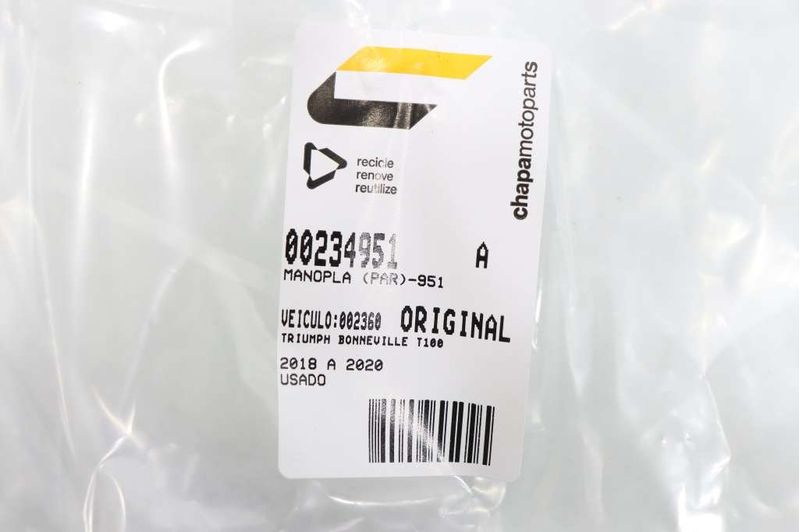 chapamotoparts
recicle
renove
reutilize
00234951 A
MANOPLA (PAR)-951
VEICULO:002360 ORIGINAL
TRIUMPH BONNEVILLE T100
2018 A 2020
USADO